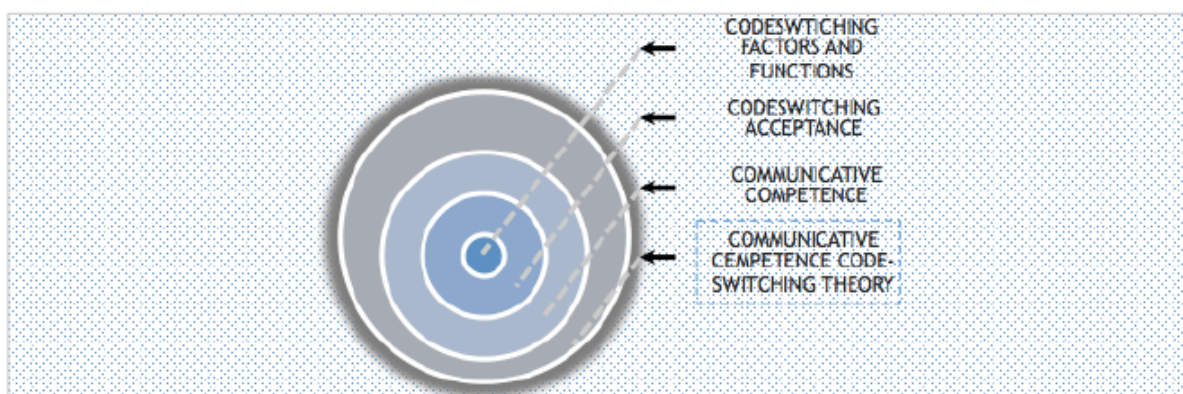 CODESWTICHING
FACTORS AND
FUNCTIONS
CODESWITCHING
ACCEPTANCE
COMMUNICATIVE
COMPETENCE
COMMUNICATIVE
CEMPETENCE CODE-
SWITCHING THEORY